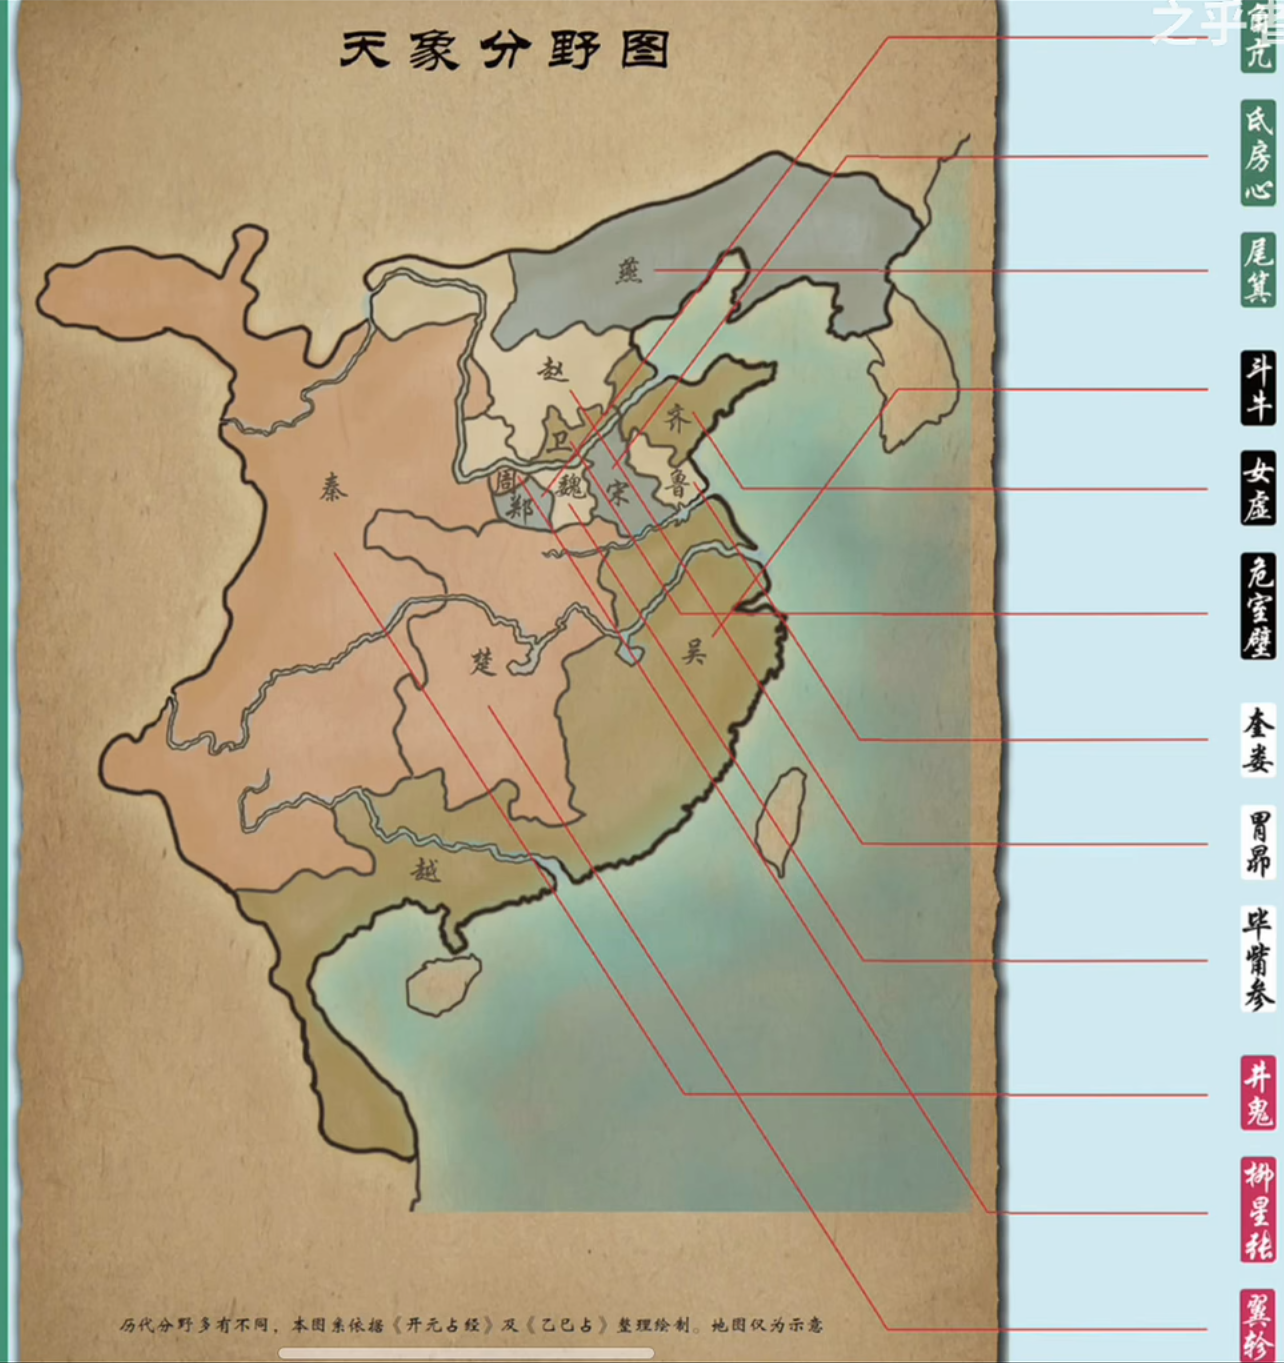 天象分野图
之乎者
角亢
氐房心
尾箕
燕
赵
斗牛
齐
卫
女虚
周
魏
宋
鲁
郑
秦
危室壁
楚
吴
奎娄
胃昴
越
毕觜参
井鬼
柳星张
翼轸
历代分野多有不同，本图亲依据《开元占经》及《乙巳占》整理绘制。地图仅为示意